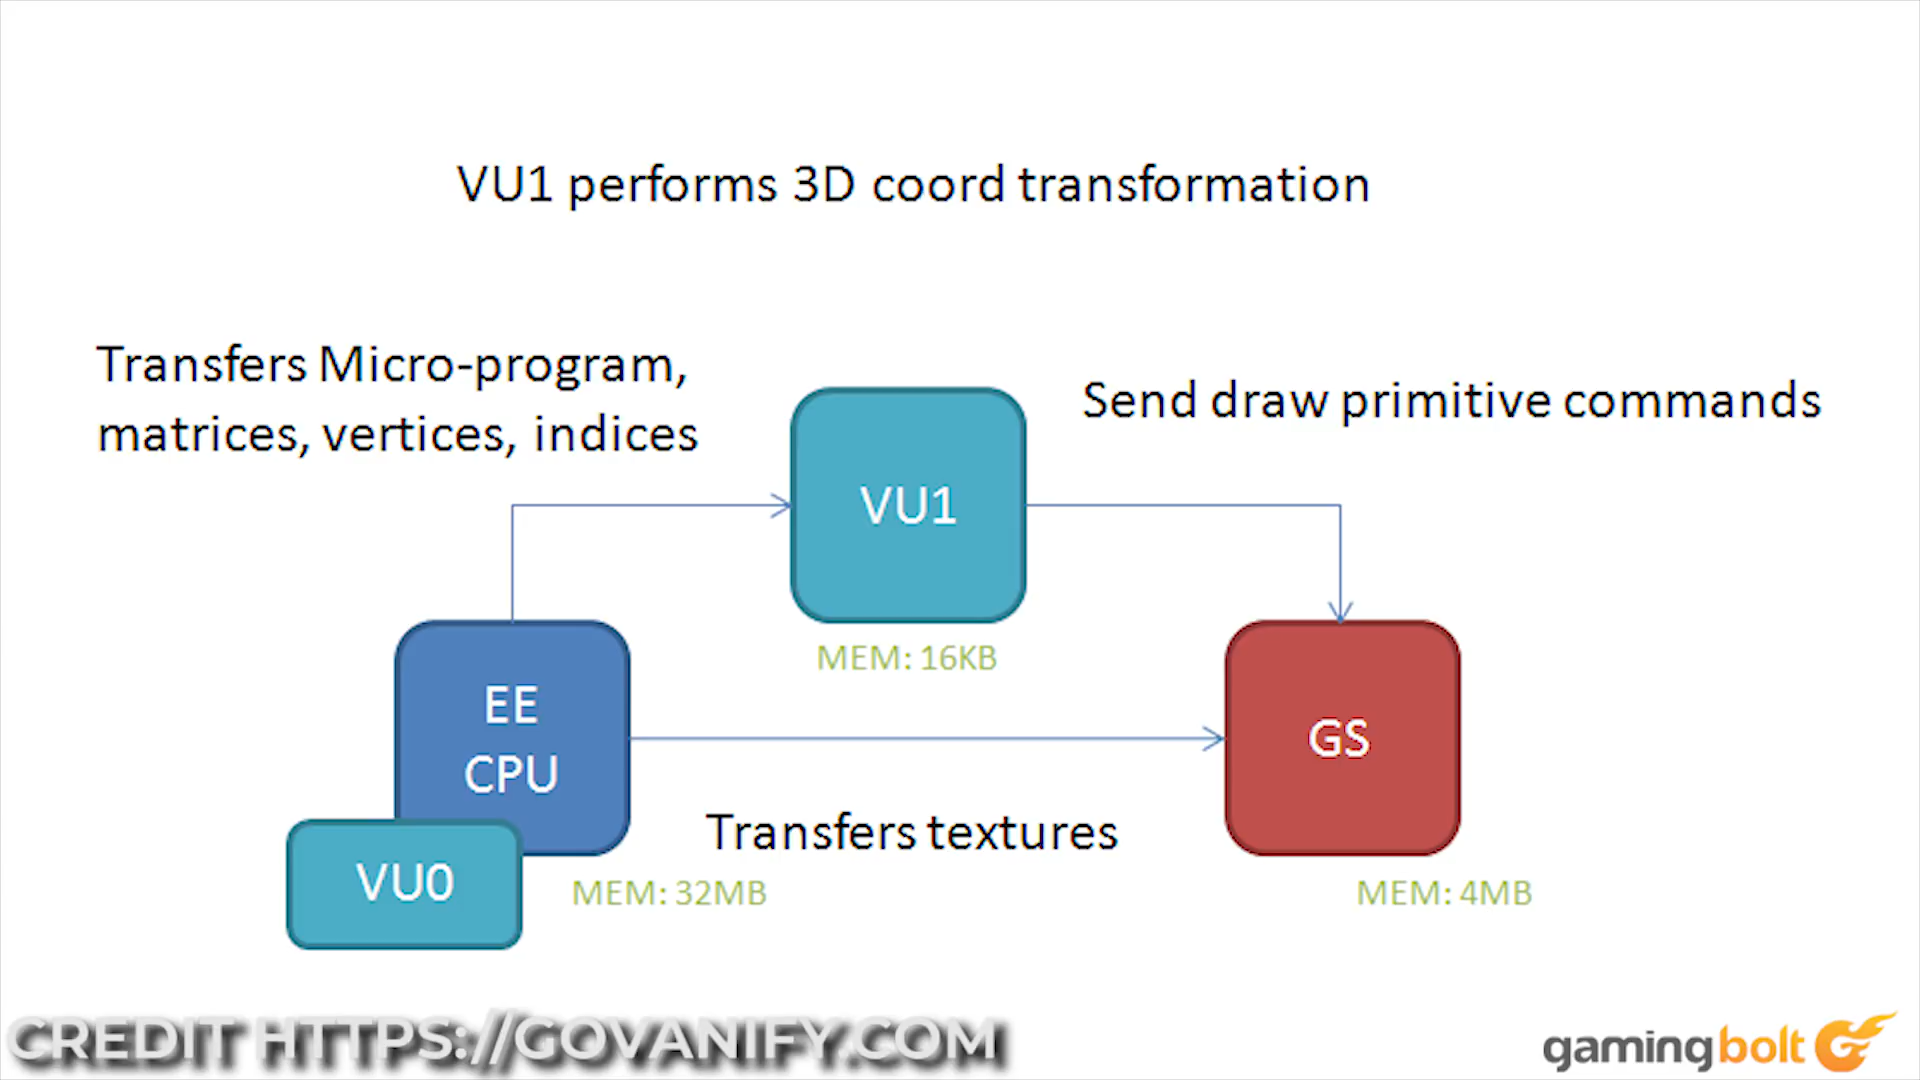 VU1 performs 3D coord transformation
Transfers Micro-program,
matrices, vertices, indices
Send draw primitive commands
VU1
MEM: 16KB
EE
CPU
GS
Transfers textures
VU0
MEM: 32MB
MEM: 4MB
CREDIT HTTPS://GOVANIFY.COM
gamingbolt